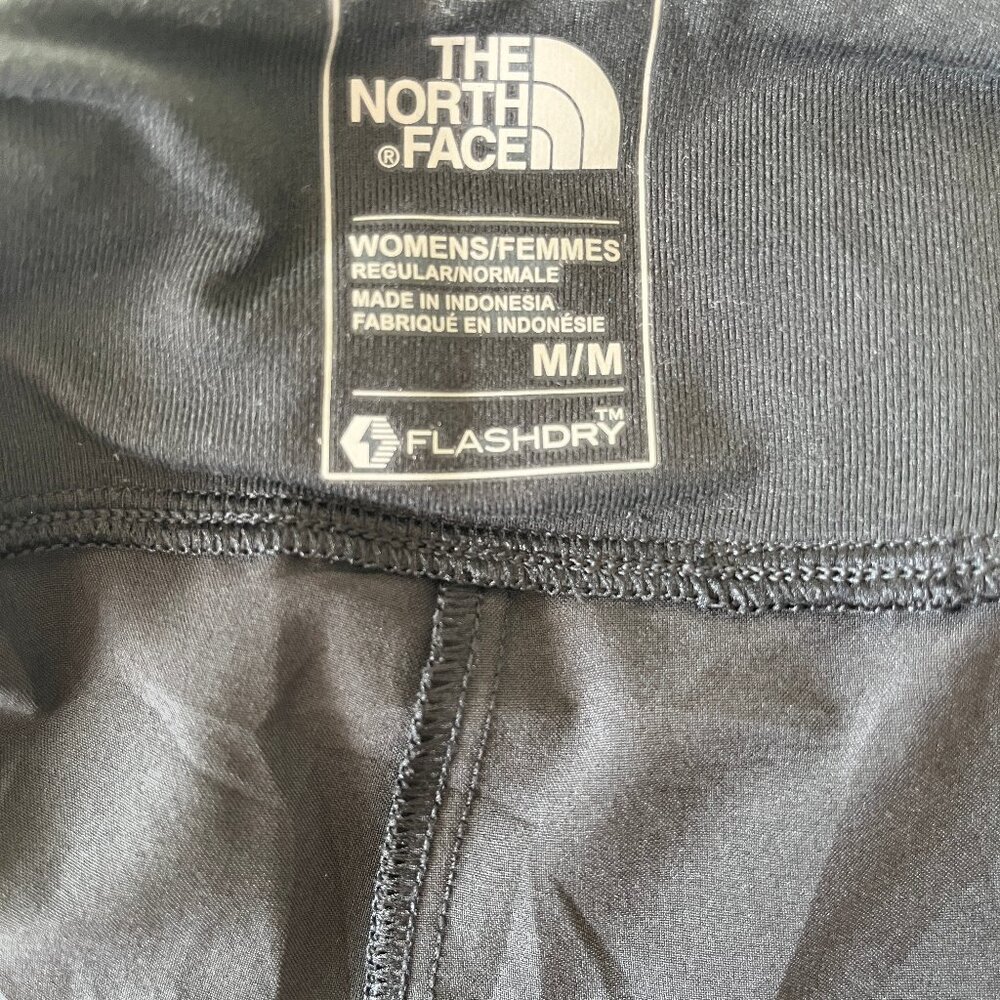 THE
NORTH
®FACE
WOMENS/FEMMES
REGULAR/NORMALE
MADE IN INDONESIA
FABRIQUÉ EN INDONÉSIE
M/M
FLASHDRY™